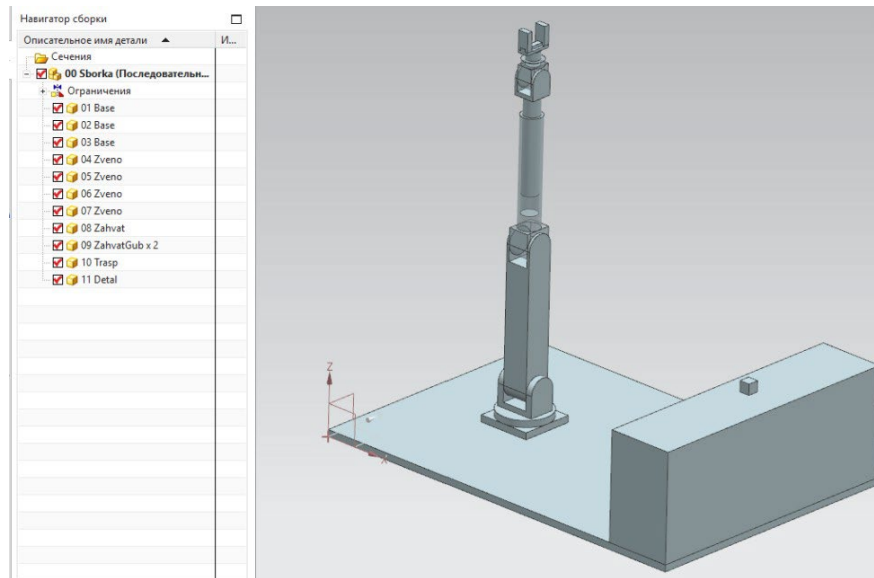 Навигатор сборки
Описательное имя детали И...
Сечения
00 Sborka (Последовательн...
Ограничения
01 Base
02 Base
03 Base
04 Zveno
05 Zveno
06 Zveno
07 Zveno
08 Zahvat
09 ZahvatGub x 2
10 Trasp
11 Detal
Z
X